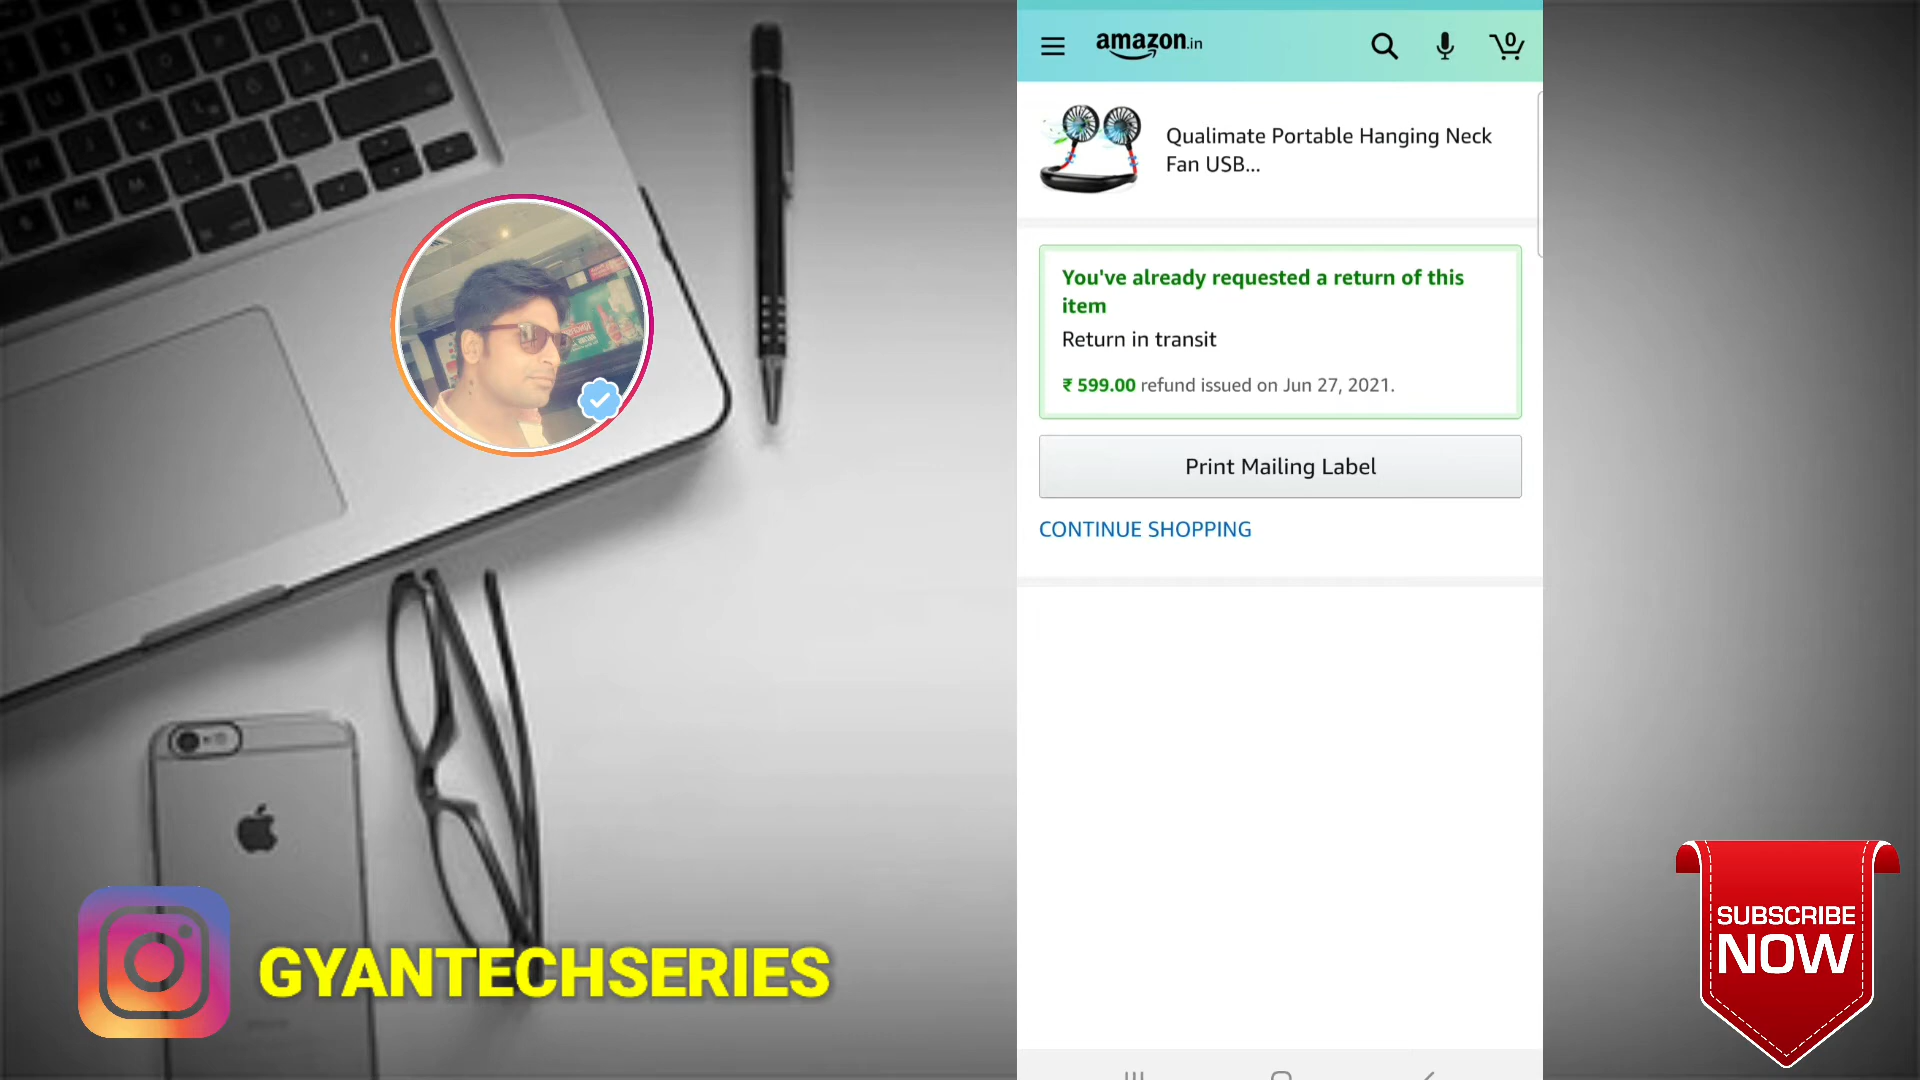 amazon.in
0
Qualimate Portable Hanging Neck
Fan USB...
You've already requested a return of this
item
Return in transit
₹ 599.00 refund issued on Jun 27, 2021.
Print Mailing Label
CONTINUE SHOPPING
GYANTECHSERIES
SUBSCRIBE
NOW